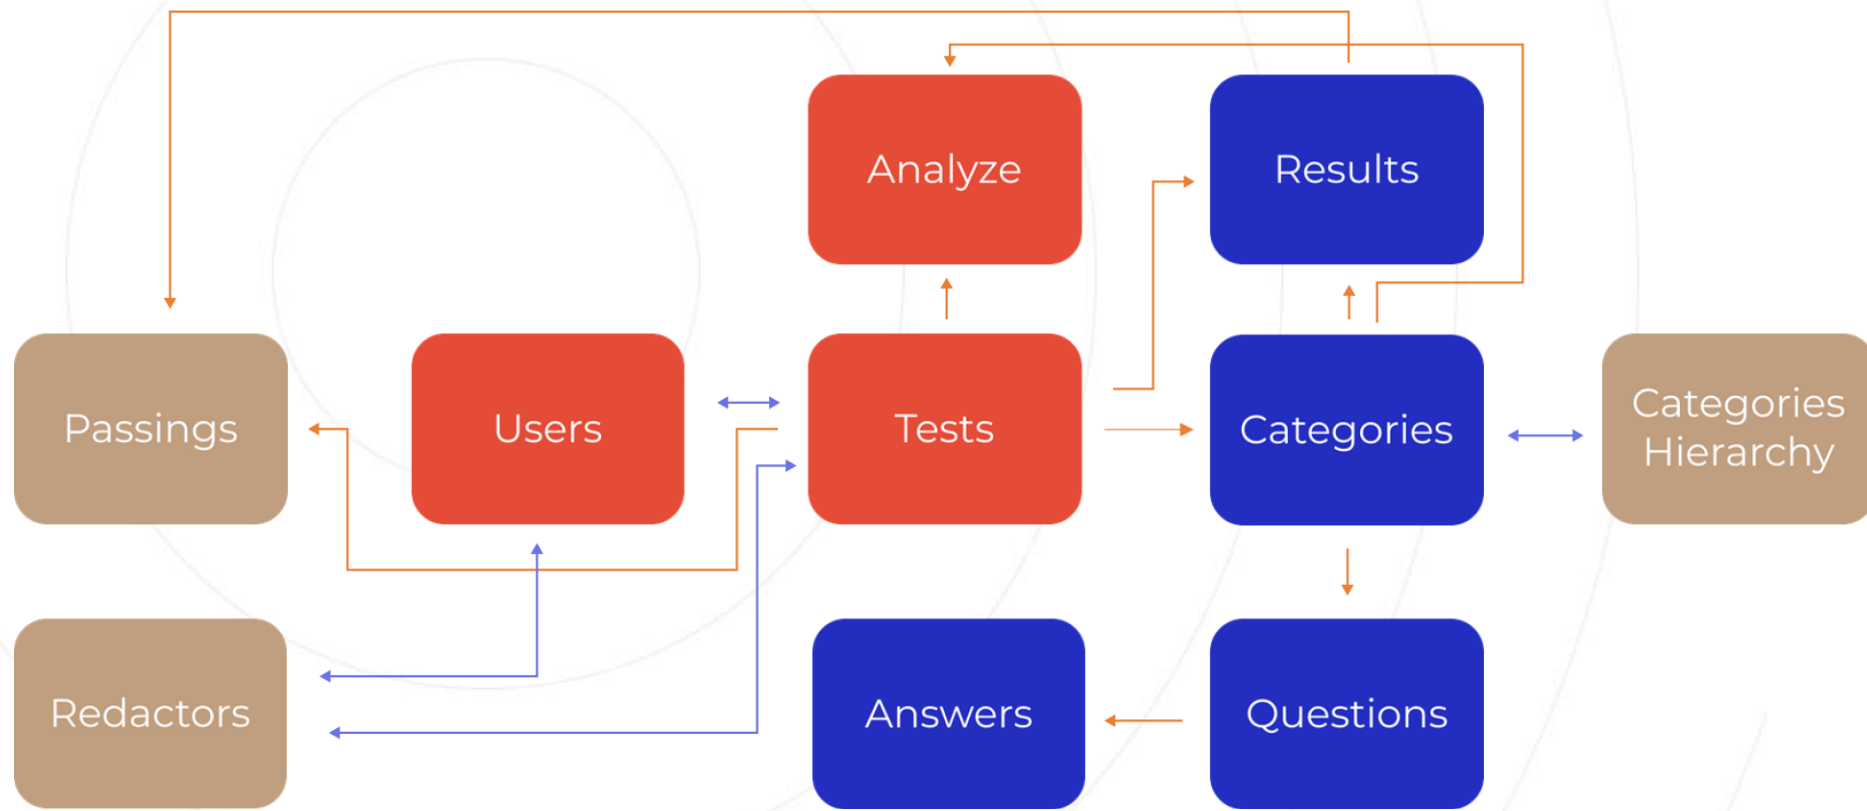 Analyze
Results
Passings
Users
Tests
Categories
Categories
Hierarchy
Redactors
Answers
Questions